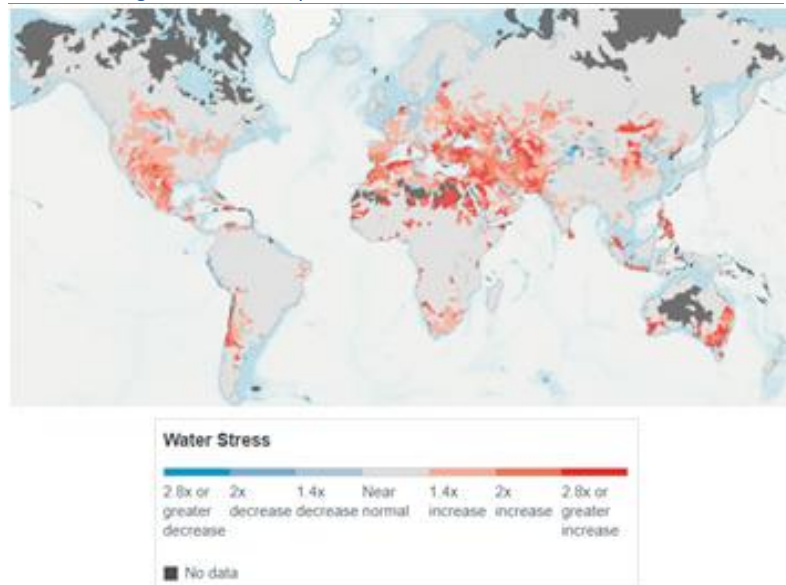 Water Stress
2.8x or 2x 1.4x Near 1.4x 2x 2.8x or
greater decrease decrease normal increase increase greater
decrease increase
No data